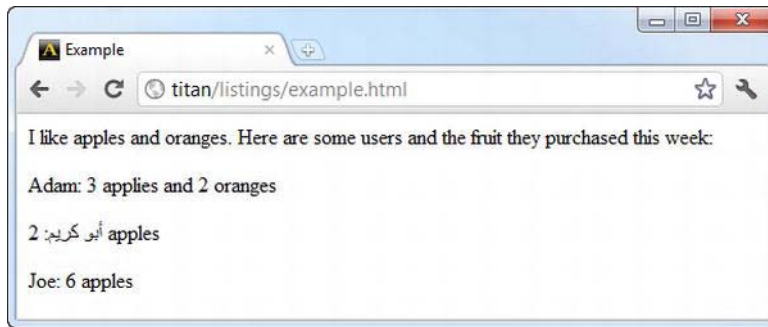 Example
titan/listings/example.html
I like apples and oranges. Here are some users and the fruit they purchased this week:
Adam: 3 applies and 2 oranges
أبو كريم: 2 apples
Joe: 6 apples